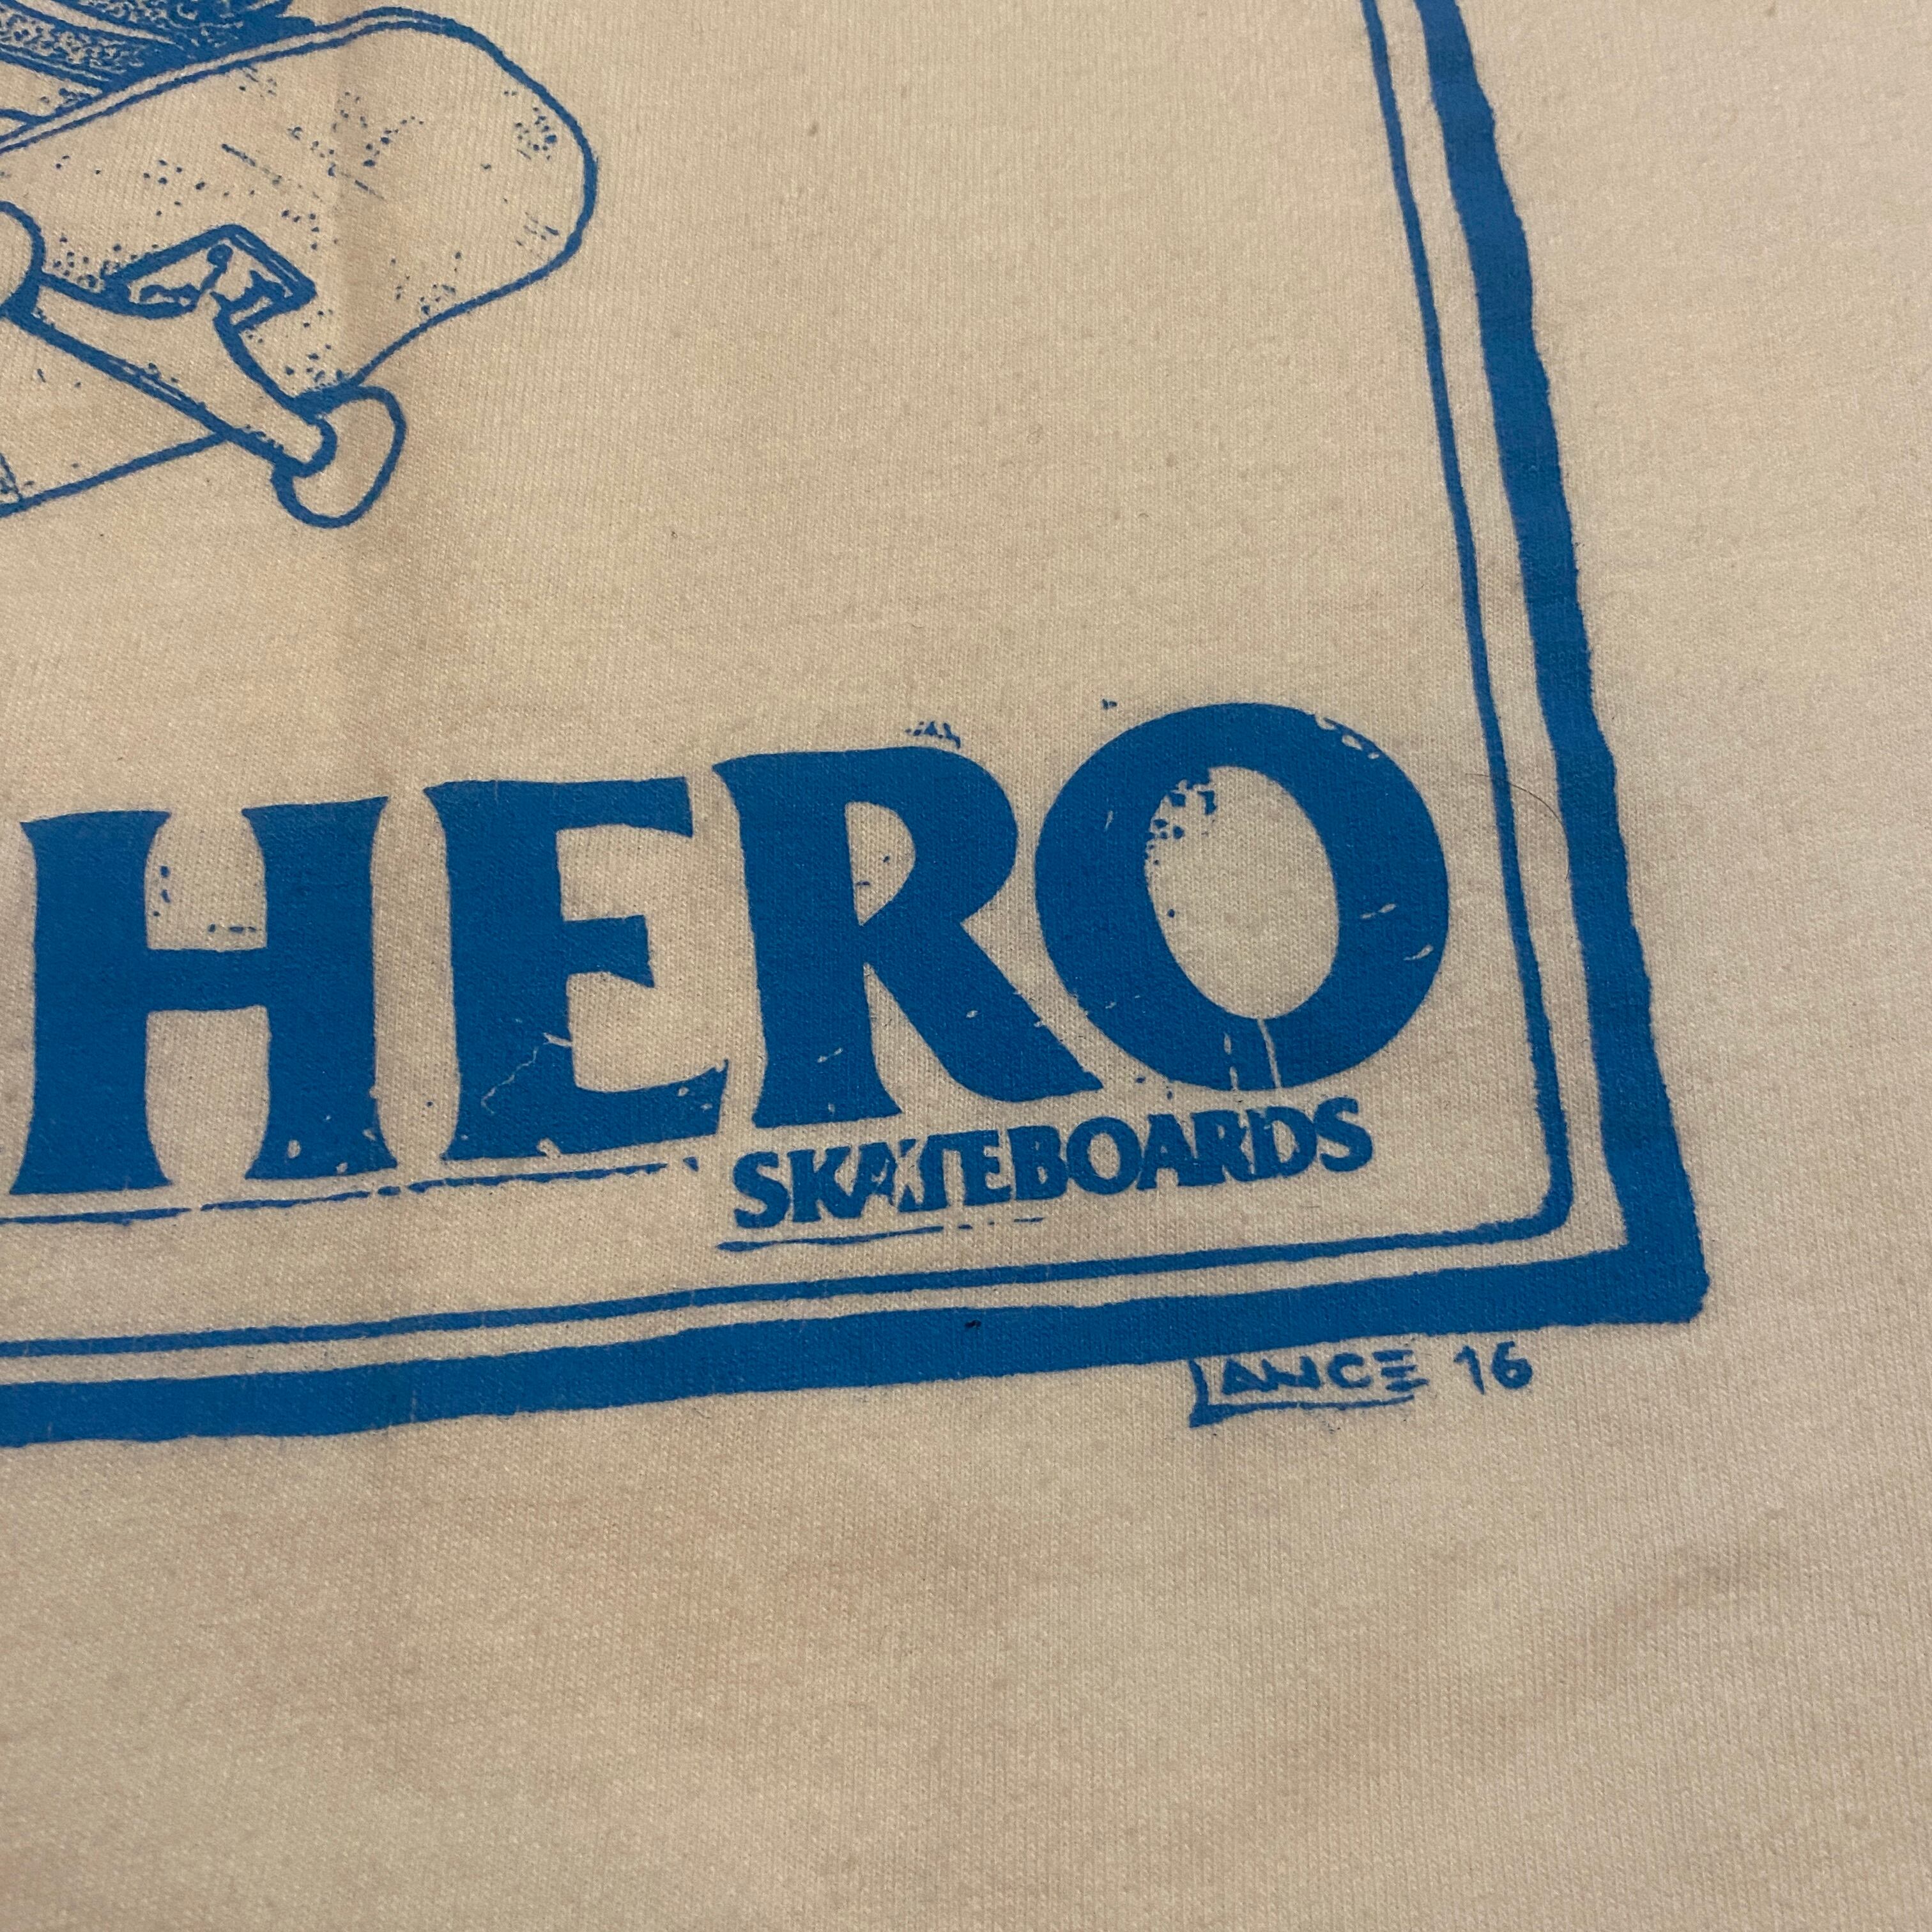 HERO
SKATEBOARDS
LANCE 16